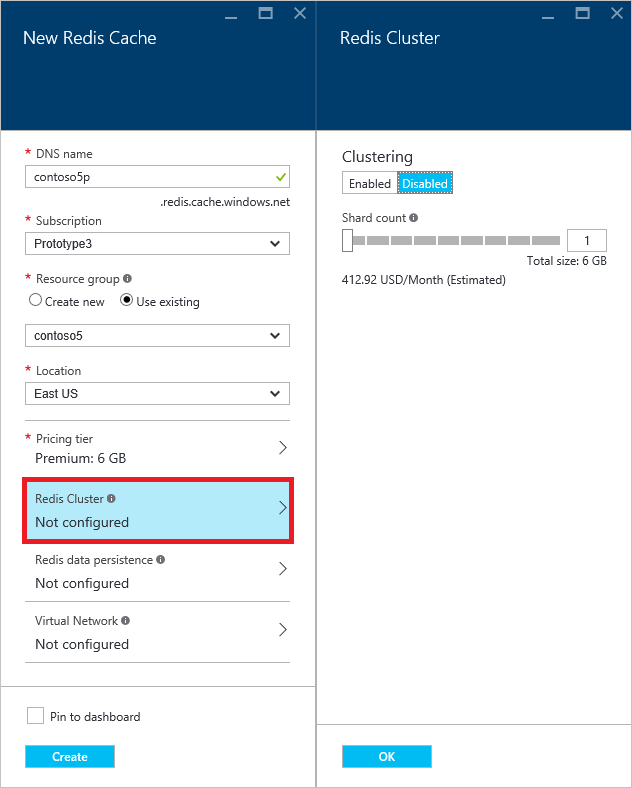 New Redis Cache
* DNS name
contoso5p
.redis.cache.windows.net
* Subscription
Prototype3
* Resource group
Create new Use existing
contoso5
* Location
East US
* Pricing tier
Premium: 6 GB
Redis Cluster
Not configured
Redis data persistence
Not configured
Virtual Network
Not configured
Pin to dashboard
Create
Redis Cluster
Clustering
Enabled Disabled
Shard count
1
Total size: 6 GB
412.92 USD/Month (Estimated)
OK